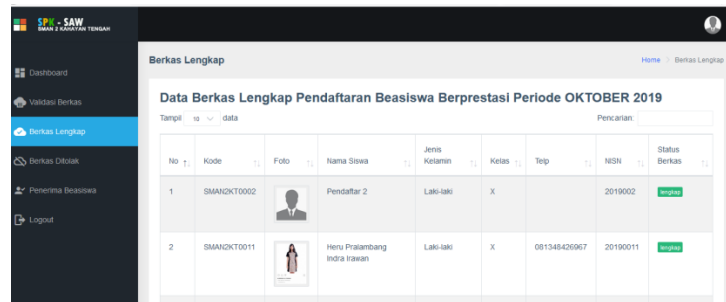 SPK - SAW
SMAN 2 KAHAYAN TENGAH
Dashboard
Validasi Berkas
Berkas Lengkap
Berkas Ditolak
Penerima Beasiswa
Logout
Berkas Lengkap
Home > Berkas Lengkap
Data Berkas Lengkap Pendaftaran Beasiswa Berprestasi Periode OKTOBER 2019
Tampil 10 data
Pencarian:
No Kode Foto Nama Siswa Jenis Kelamin Kelas Telp NISN Status Berkas
1 SMAN2KT0002 Pendaftar 2 Laki-laki X 2019002 lengkap
2 SMAN2KT0011 Heru Pralambang Indra Irawan Laki-laki X 081348426967 20190011 lengkap